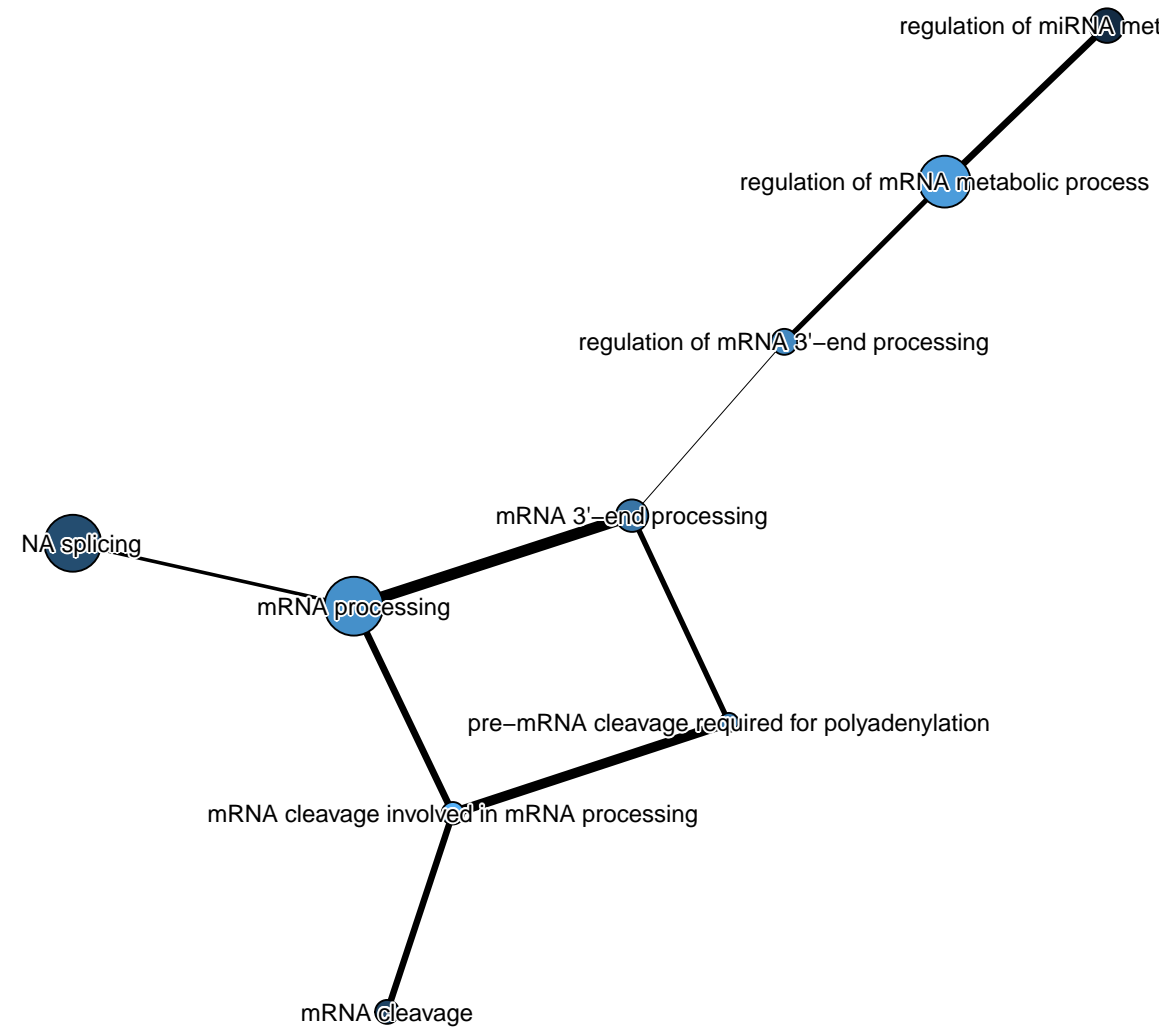 regulation of miRNA met
regulation of mRNA metabolic process
regulation of mRNA 3'−end processing
mRNA 3'−end processing
NA splicing
mRNA processing
pre−mRNA cleavage required for polyadenylation
mRNA cleavage involved in mRNA processing
mRNA cleavage